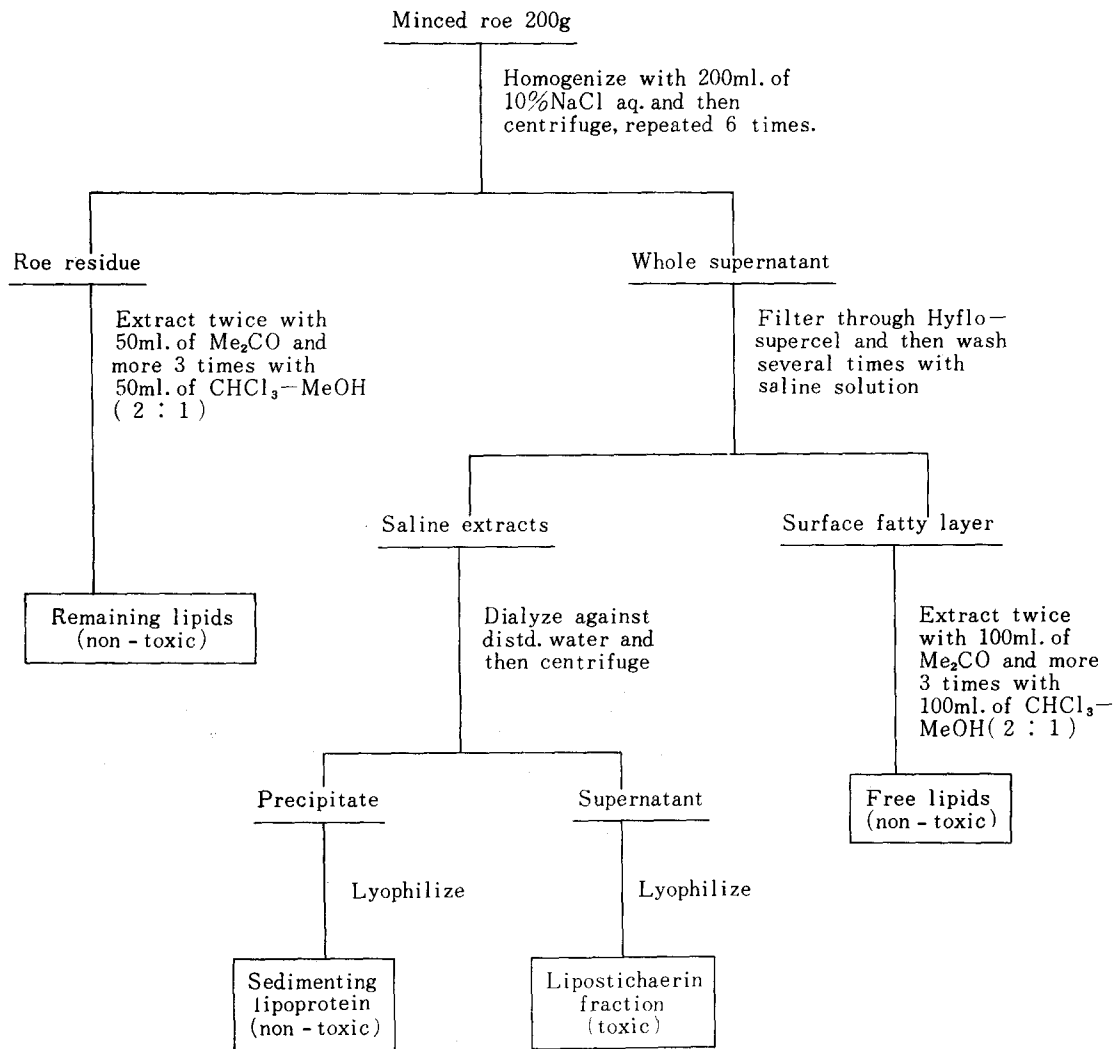 Minced roe 200g
Homogenize with 200ml. of
10%NaCl aq. and then
centrifuge, repeated 6 times.
Roe residue
Whole supernatant
Extract twice with
50ml. of Me₂CO and
more 3 times with
50ml. of CHCl₃—MeOH
( 2 : 1 )
Filter through Hyflo—
supercel and then wash
several times with
saline solution
Saline extracts
Surface fatty layer
Remaining lipids
(non - toxic)
Dialyze against
distd. water and
then centrifuge
Extract twice
with 100ml. of
Me₂CO and more
3 times with
100ml. of CHCl₃—
MeOH( 2 : 1 )
Precipitate
Supernatant
Free lipids
(non - toxic)
Lyophilize
Lyophilize
Sedimenting
lipoprotein
(non - toxic)
Lipostichaerin
fraction
(toxic)